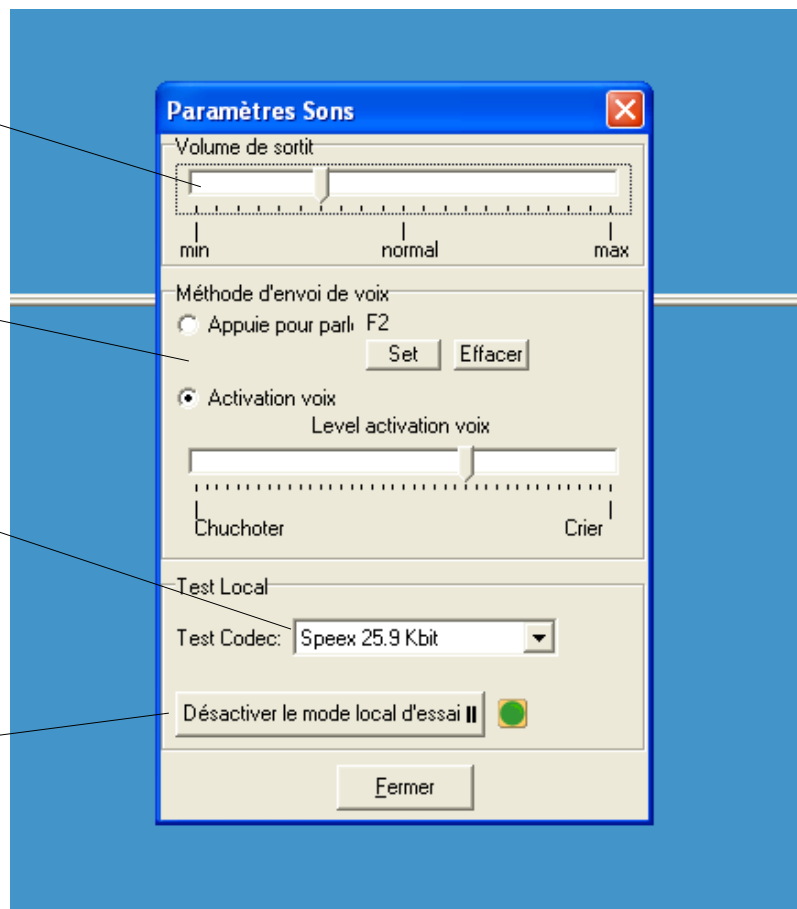 Paramètres Sons
Volume de sortit
min normal max
Méthode d'envoi de voix
Appuie pour parl F2
Set Effacer
Activation voix
Level activation voix
Chuchoter Crier
Test Local
Test Codec: Speex 25.9 Kbit
Désactiver le mode local d'essai
Fermer